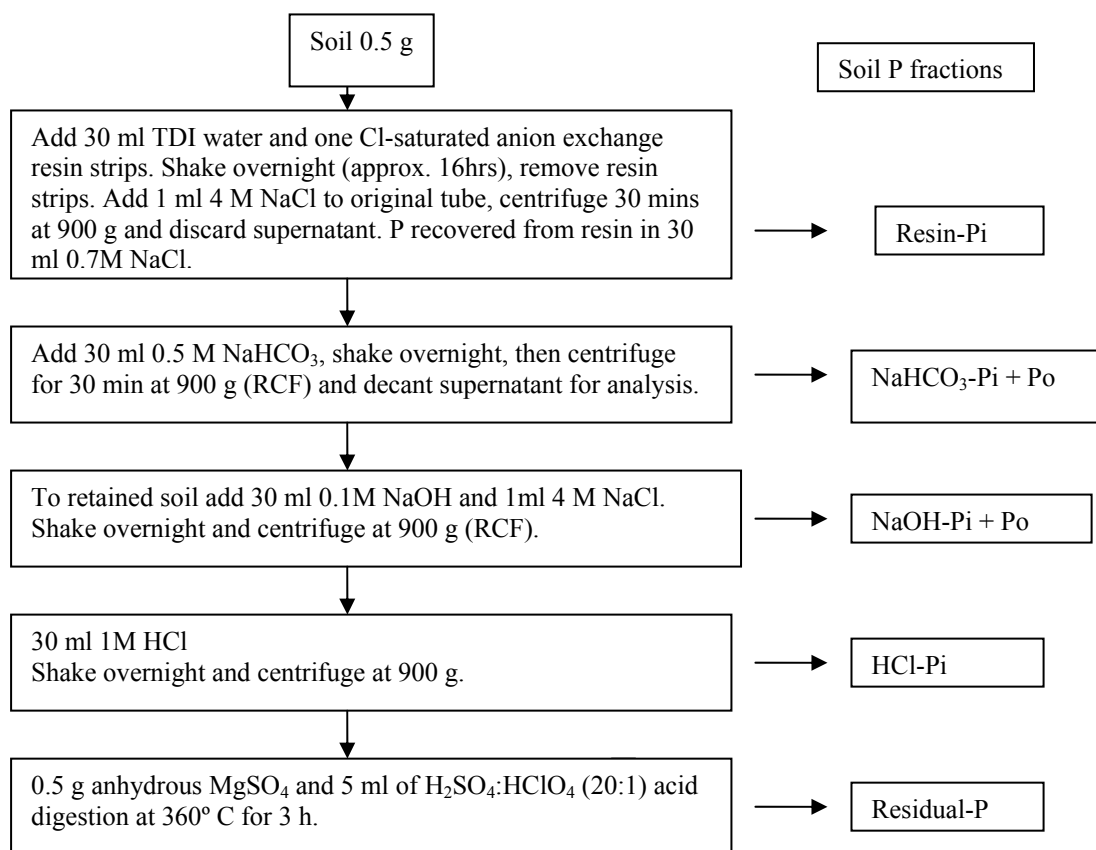 Soil 0.5 g
Soil P fractions
Add 30 ml TDI water and one Cl-saturated anion exchange
resin strips. Shake overnight (approx. 16hrs), remove resin
strips. Add 1 ml 4 M NaCl to original tube, centrifuge 30 mins
at 900 g and discard supernatant. P recovered from resin in 30
ml 0.7M NaCl.
Resin-Pi
Add 30 ml 0.5 M NaHCO₃, shake overnight, then centrifuge
for 30 min at 900 g (RCF) and decant supernatant for analysis.
NaHCO₃-Pi + Po
To retained soil add 30 ml 0.1M NaOH and 1ml 4 M NaCl.
Shake overnight and centrifuge at 900 g (RCF).
NaOH-Pi + Po
30 ml 1M HCl
Shake overnight and centrifuge at 900 g.
HCl-Pi
0.5 g anhydrous MgSO₄ and 5 ml of H₂SO₄:HClO₄ (20:1) acid
digestion at 360º C for 3 h.
Residual-P